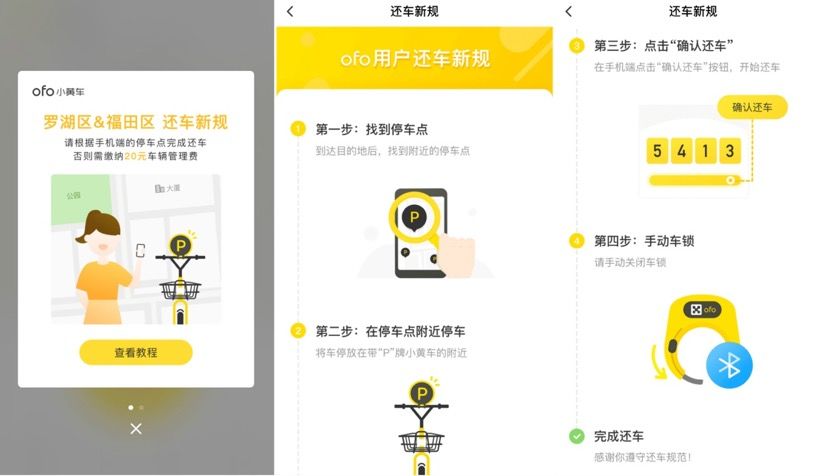 ofo小黄车
罗湖区&福田区 还车新规
请根据手机端的停车点完成还车
否则需缴纳20元车辆管理费
公园
大厦
P
查看教程
还车新规
ofo用户还车新规
1
第一步：找到停车点
到达目的地后，找到附近的停车点
P
P
P
2
第二步：在停车点附近停车
将车停放在带“P”牌小黄车的附近
P
还车新规
3
第三步：点击“确认还车”
在手机端点击“确认还车”按钮，开始还车
确认还车
5413
4
第四步：手动车锁
请手动关闭车锁
ofo
完成还车
感谢你遵守还车规范！